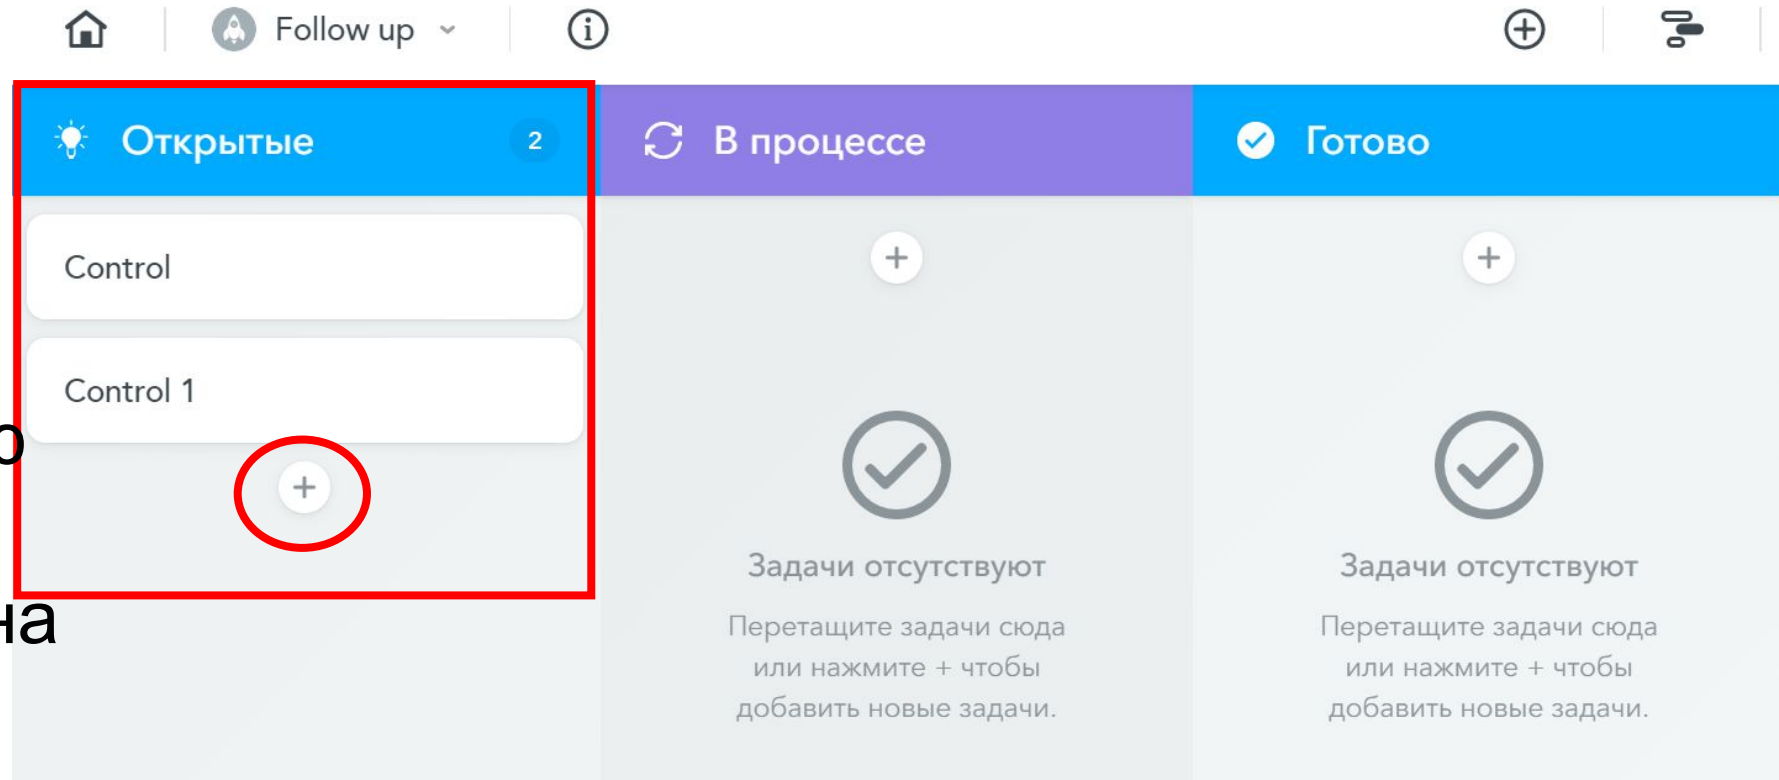 Follow up
Открытые 2
В процессе
Готово
Control
Control 1
Задачи отсутствуют
Перетащите задачи сюда
или нажмите + чтобы
добавить новые задачи.
Задачи отсутствуют
Перетащите задачи сюда
или нажмите + чтобы
добавить новые задачи.
на